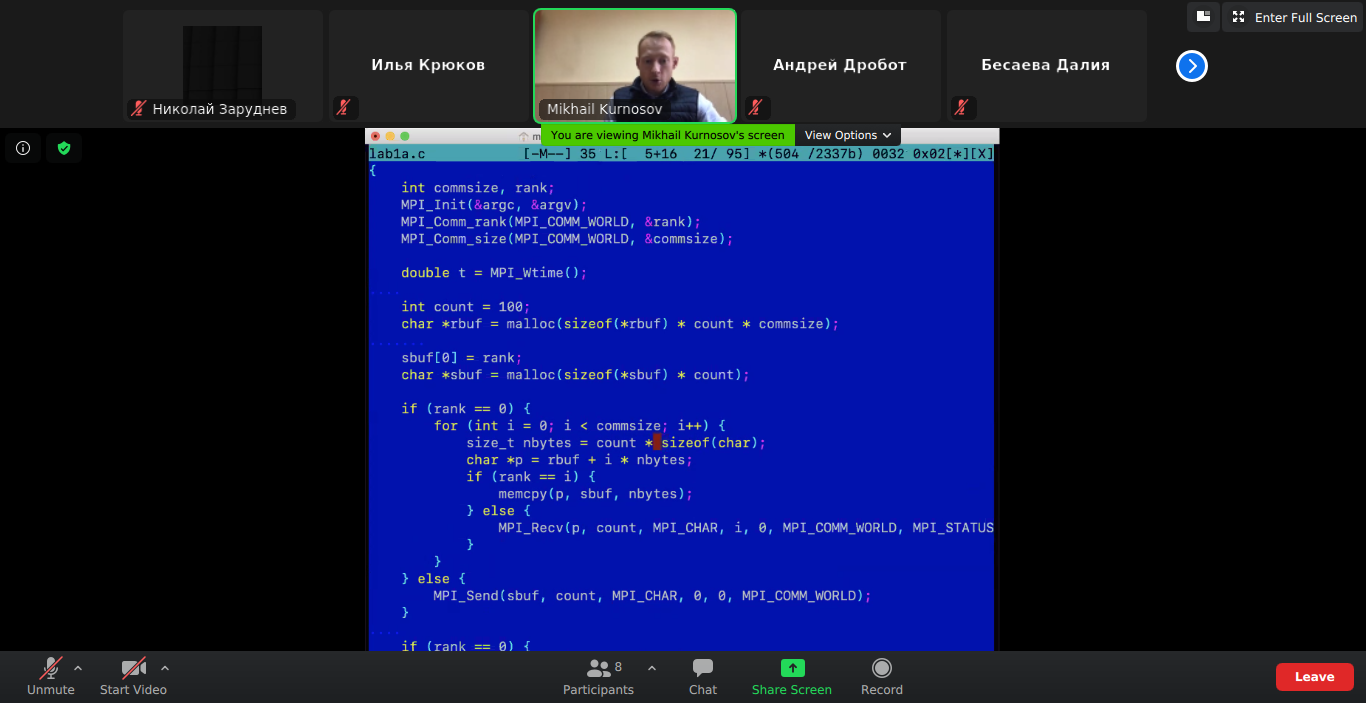 Enter Full Screen
Николай Заруднев
Илья Крюков
Mikhail Kurnosov
Андрей Дробот
Бесаева Далия
You are viewing Mikhail Kurnosov's screen
View Options
lab1a.c [-M--] 35 L:[ 5+16 21/ 95] *(504 /2337b) 0032 0x02[*][X]
{
int commsize, rank;
MPI_Init(&argc, &argv);
MPI_Comm_rank(MPI_COMM_WORLD, &rank);
MPI_Comm_size(MPI_COMM_WORLD, &commsize);
double t = MPI_Wtime();
int count = 100;
char *rbuf = malloc(sizeof(*rbuf) * count * commsize);
sbuf[0] = rank;
char *sbuf = malloc(sizeof(*sbuf) * count);
if (rank == 0) {
for (int i = 0; i < commsize; i++) {
size_t nbytes = count * sizeof(char);
char *p = rbuf + i * nbytes;
if (rank == i) {
memcpy(p, sbuf, nbytes);
} else {
MPI_Recv(p, count, MPI_CHAR, i, 0, MPI_COMM_WORLD, MPI_STATUS
}
}
} else {
MPI_Send(sbuf, count, MPI_CHAR, 0, 0, MPI_COMM_WORLD);
}
if (rank == 0) {
Unmute
Start Video
8
Participants
Chat
Share Screen
Record
Leave